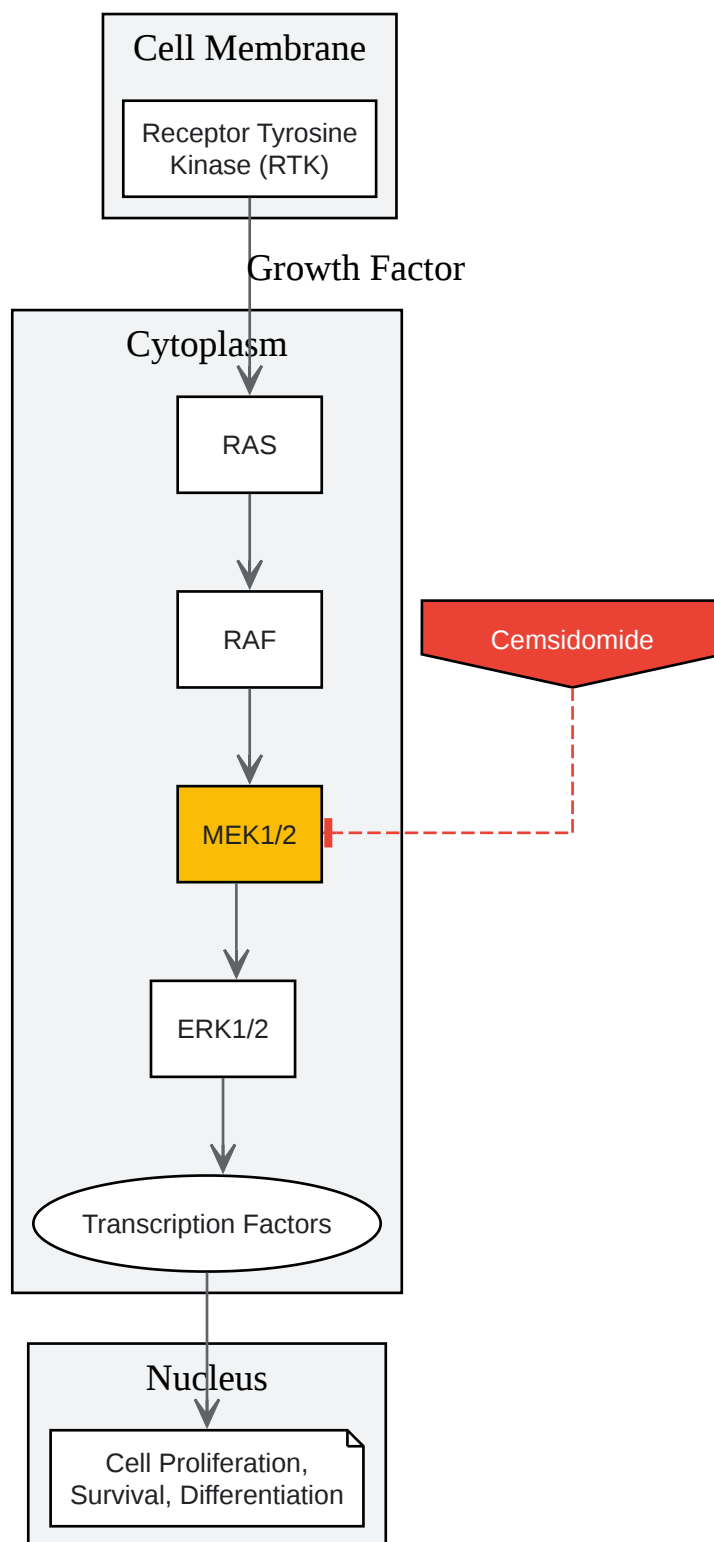 Cell Membrane
Receptor Tyrosine
Kinase (RTK)
Growth Factor
Cytoplasm
RAS
RAF
Cemsidomide
MEK1/2
ERK1/2
Transcription Factors
Nucleus
Cell Proliferation,
Survival, Differentiation